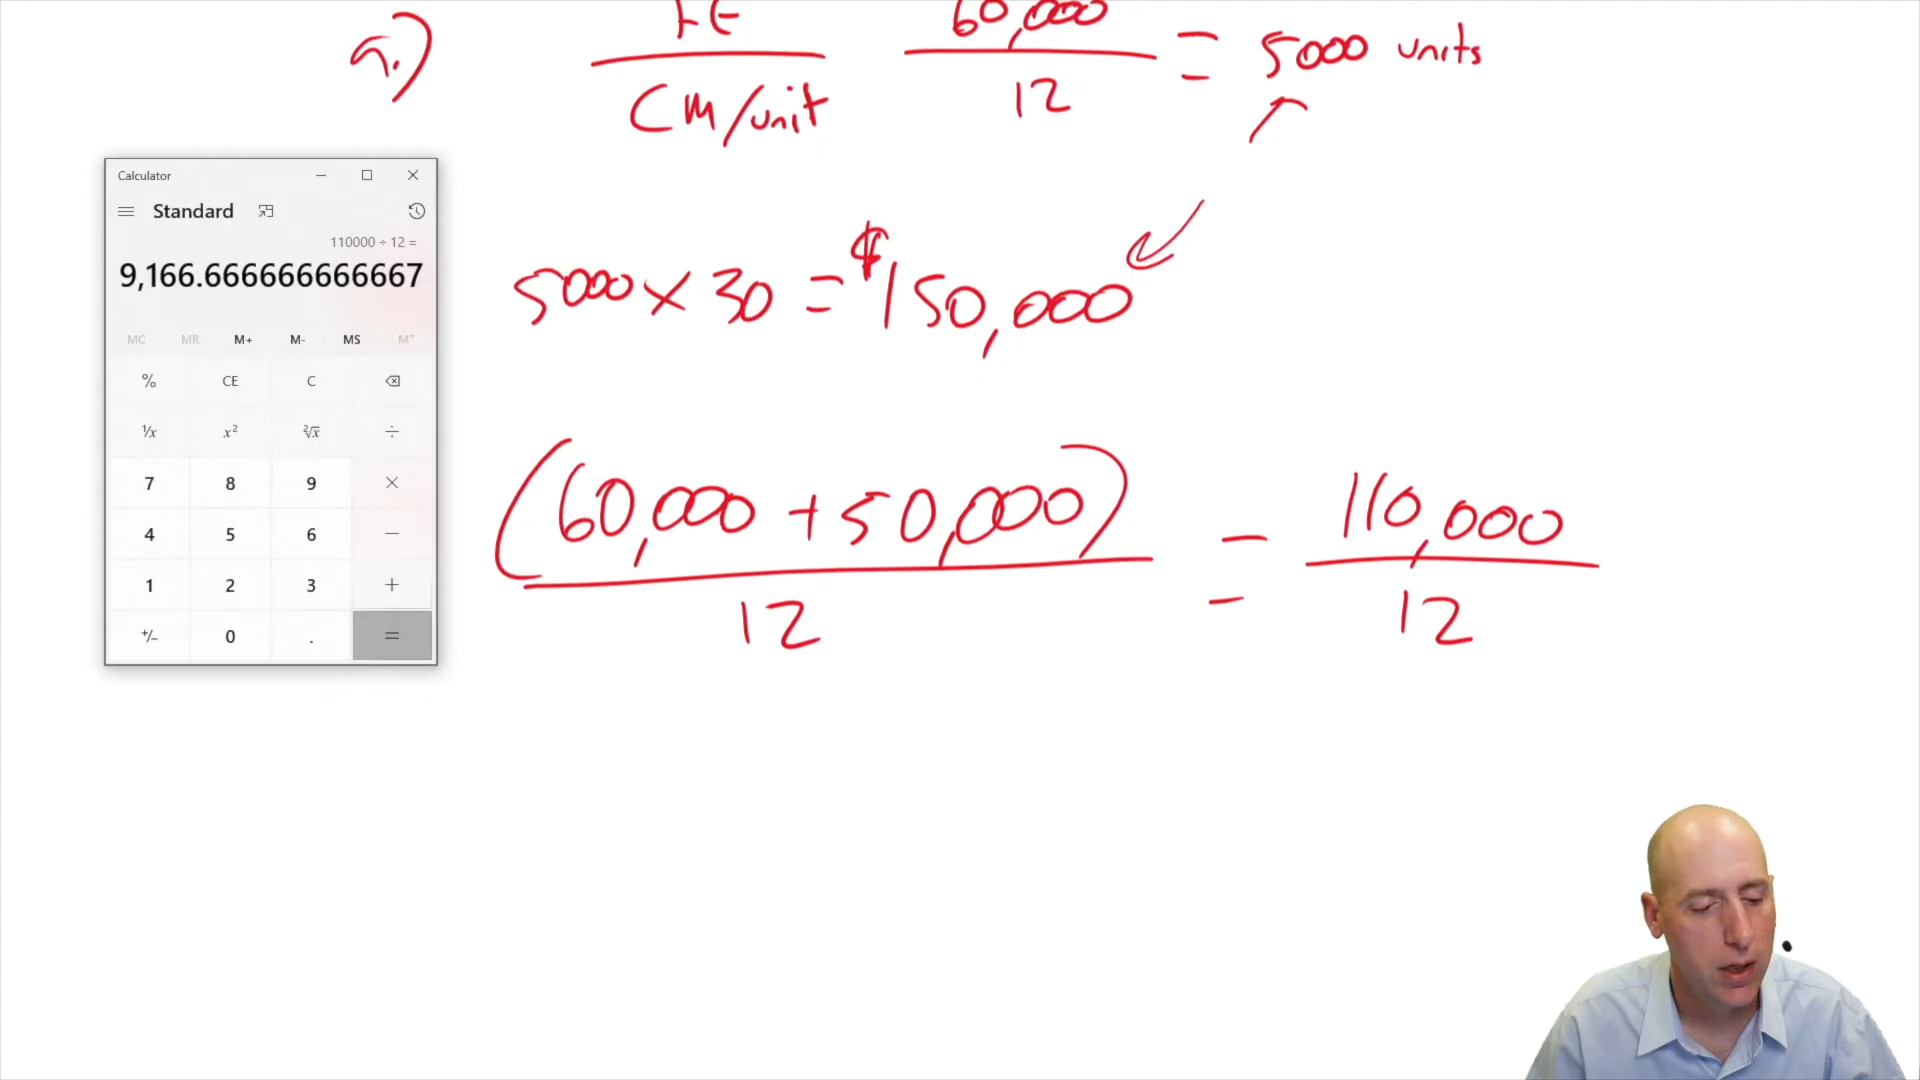 a.) FE 60,000 = 5000 units
CM/unit 12
5000 x 30 = $150,000
(60,000 + 50,000) = 110,000
12 12
Calculator
Standard
110000 ÷ 12 =
9,166.666666666667
MC MR M+ M- MS M˅
% CE C
¹/x x² ²√x ÷
7 8 9 ×
4 5 6 −
1 2 3 +
+/- 0 . =